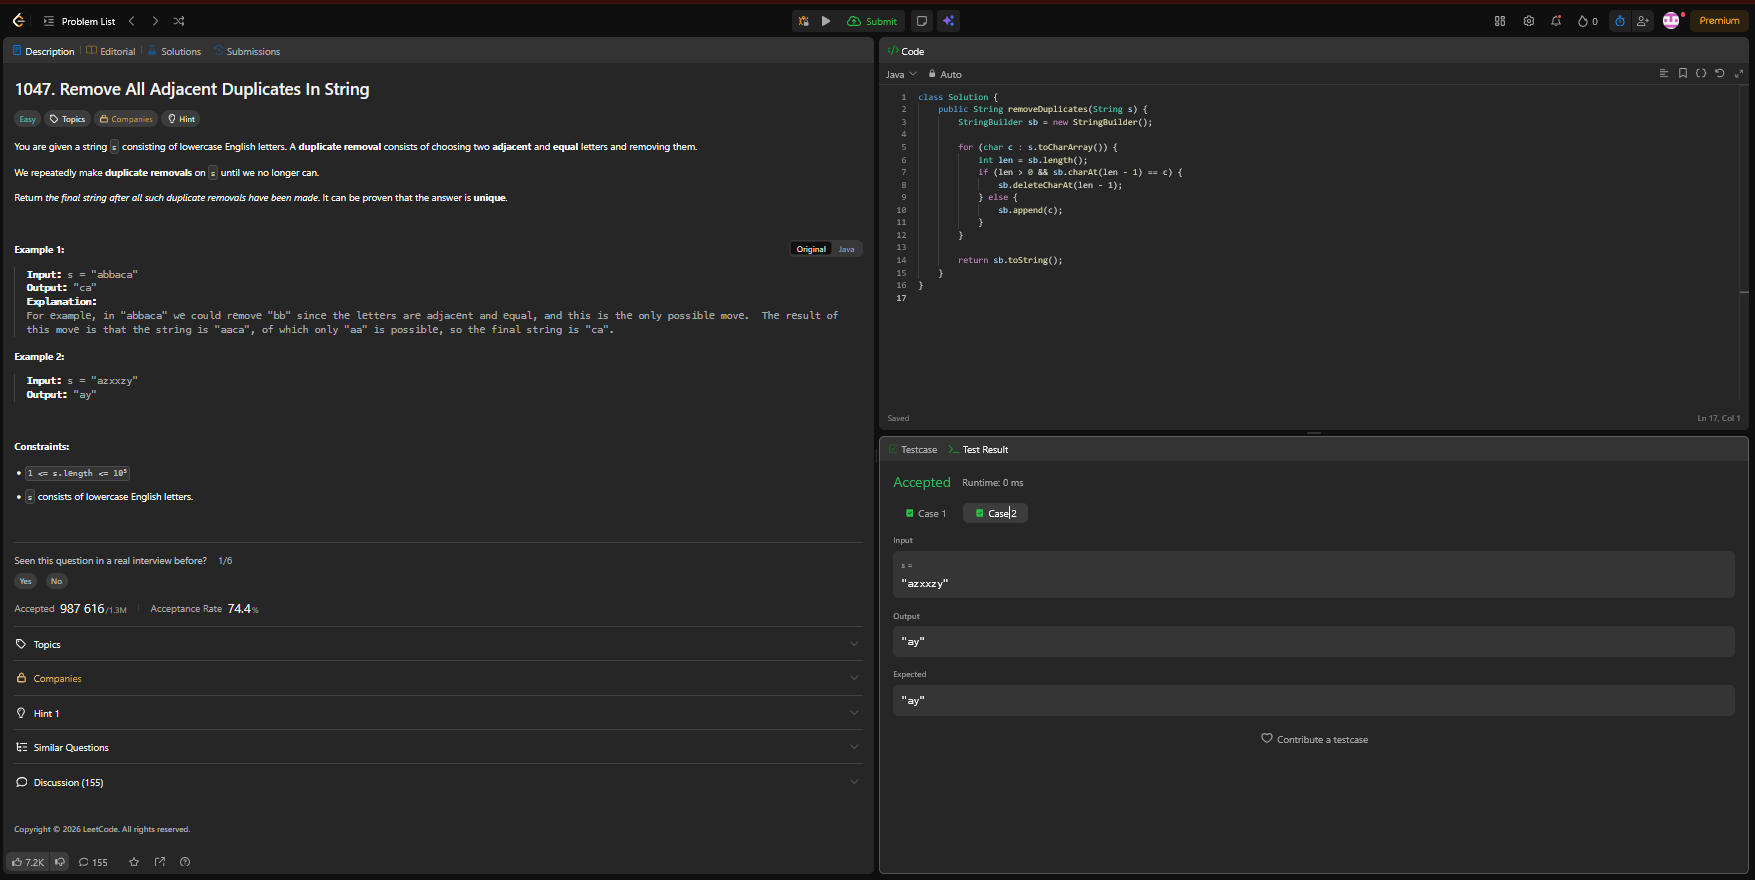 Problem List
Submit
0
Premium
Description
Editorial
Solutions
Submissions
1047. Remove All Adjacent Duplicates In String
Easy
Topics
Companies
Hint
You are given a string s consisting of lowercase English letters. A duplicate removal consists of choosing two adjacent and equal letters and removing them.
We repeatedly make duplicate removals on s until we no longer can.
Return the final string after all such duplicate removals have been made. It can be proven that the answer is unique.
Example 1:
Original Java
Input: s = "abbaca"
Output: "ca"
Explanation:
For example, in "abbaca" we could remove "bb" since the letters are adjacent and equal, and this is the only possible move.  The result of
this move is that the string is "aaca", of which only "aa" is possible, so the final string is "ca".
Example 2:
Input: s = "azxxzy"
Output: "ay"
Constraints:
• 1 <= s.length <= 10⁵
• s consists of lowercase English letters.
Seen this question in a real interview before? 1/6
Yes No
Accepted 987 616/1.3M
Acceptance Rate 74.4%
Topics
Companies
Hint 1
Similar Questions
Discussion (155)
Copyright © 2026 LeetCode. All rights reserved.
7.2K
155
</> Code
Java
Auto
1 class Solution {
2 public String removeDuplicates(String s) {
3 StringBuilder sb = new StringBuilder();
4
5 for (char c : s.toCharArray()) {
6 int len = sb.length();
7 if (len > 0 && sb.charAt(len - 1) == c) {
8 sb.deleteCharAt(len - 1);
9 } else {
10 sb.append(c);
11 }
12 }
13
14 return sb.toString();
15 }
16 }
17
Saved
Ln 17, Col 1
Testcase
Test Result
Accepted Runtime: 0 ms
Case 1
Case 2
Input
s =
"azxxzy"
Output
"ay"
Expected
"ay"
Contribute a testcase